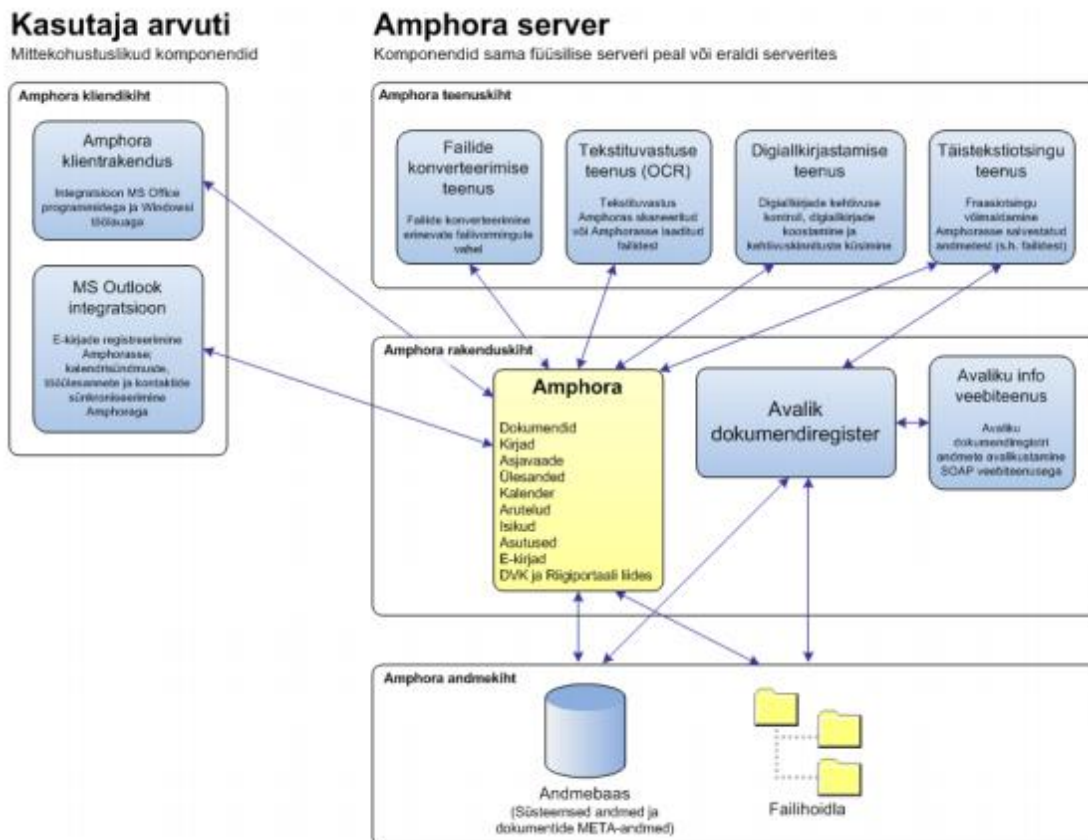 Kasutaja arvuti
Mittekohustuslikud komponendid
Amphora kliendikiht
Amphora
klientrakendus
Integratsioon MS Office
programmidega ja Windowsi
töölauaga
MS Outlook
integratsioon
E-kirjade registreerimine
Amphorasse;
kalendrisündmuste,
tööülesannete ja kontaktide
sünkroniseerimine
Amphoraga
Amphora server
Komponendid sama füüsilise serveri peal või eraldi serverites
Amphora teenuskiht
Failide
konverteerimise
teenus
Failide konverteerimine
erinevate failivormingute
vahel
Tekstituvastuse
teenus (OCR)
Tekstituvastus
Amphoras skaneeritud
või Amphorasse laaditud
failidest
Digiallkirjastamise
teenus
Digiallkirjade kehtivuse
kontroll, digiallkirjade
koostamine ja
kehtivuskinnituste küsimine
Täistekstiotsingu
teenus
Fraasiotsingu
võimaldamine
Amphorasse salvestatud
andmetest (s.h. failidest)
Amphora rakenduskiht
Amphora
Dokumendid
Kirjad
Asjavaade
Ülesanded
Kalender
Arutelud
Isikud
Asutused
E-kirjad
DVK ja Riigiportaali liides
Avalik
dokumendiregister
Avaliku info
veebiteenus
Avaliku
dokumendiregistri
andmete avalikustamine
SOAP veebiteenusega
Amphora andmekiht
Andmebaas
(Süsteemsed andmed ja
dokumentide META-andmed)
Failihoidla